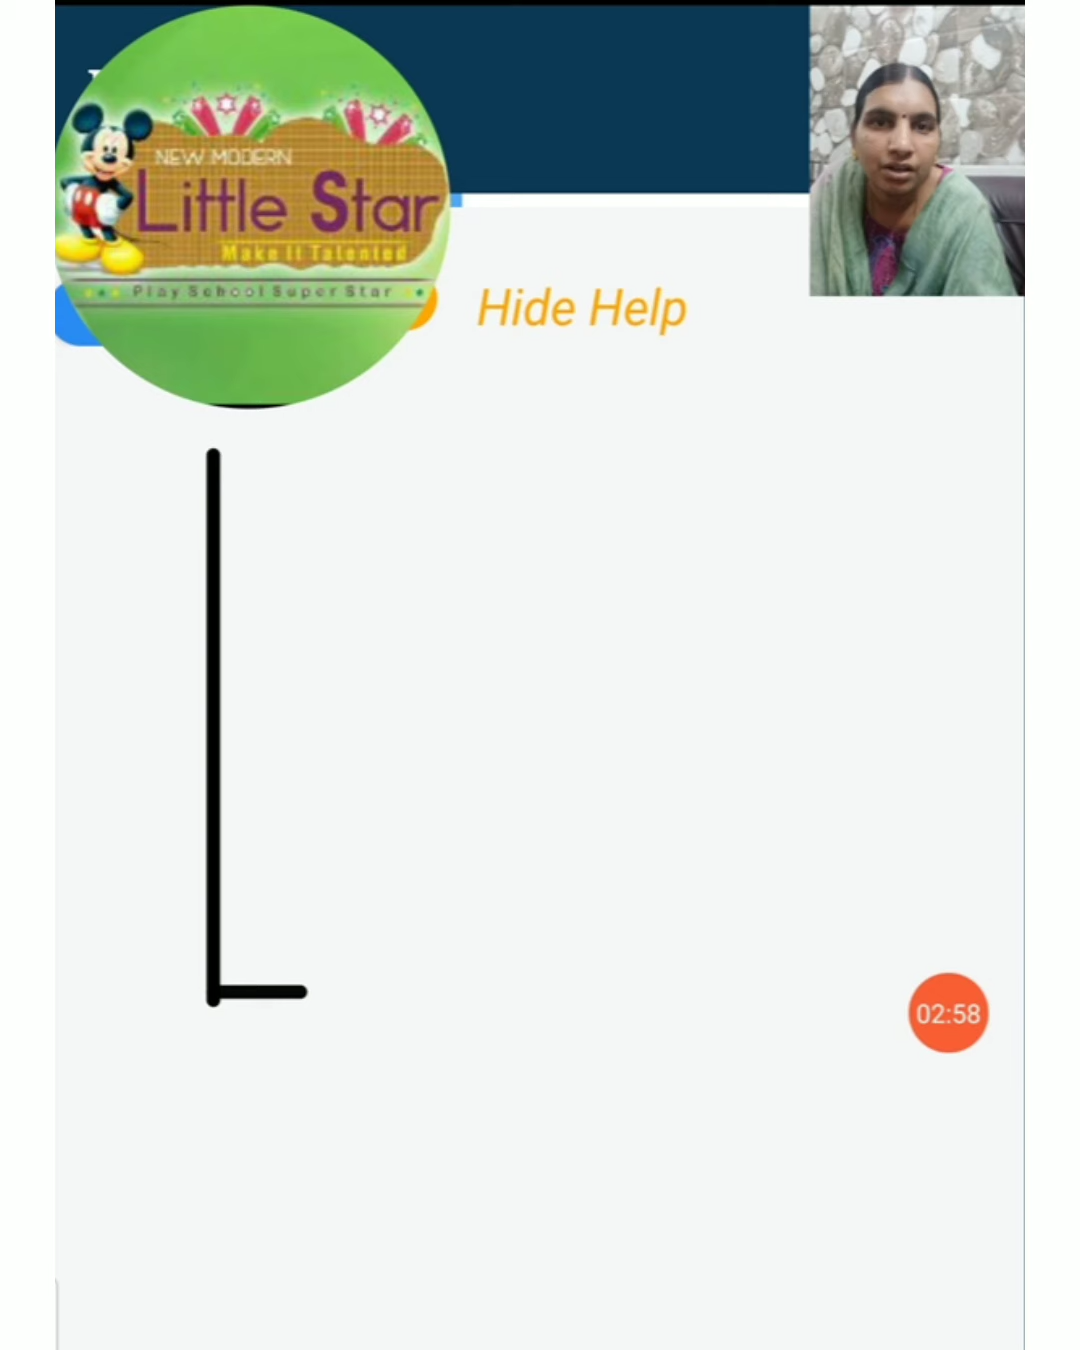 NEW MODERN
Little Star
Make It Talented
Play School Super Star
Hide Help
02:58